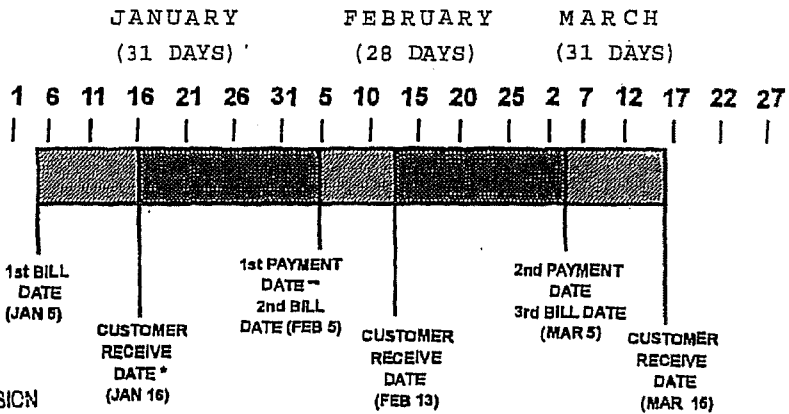 JANUARY FEBRUARY MARCH
(31 DAYS) (28 DAYS) (31 DAYS)
1 6 11 16 21 26 31 5 10 15 20 25 2 7 12 17 22 27
1st BILL
DATE
(JAN 5)
CUSTOMER
RECEIVE
DATE *
(JAN 16)
1st PAYMENT
DATE –
2nd BILL
DATE (FEB 5)
CUSTOMER
RECEIVE
DATE
(FEB 13)
2nd PAYMENT
DATE
3rd BILL DATE
(MAR 5)
CUSTOMER
RECEIVE
DATE
(MAR 16)